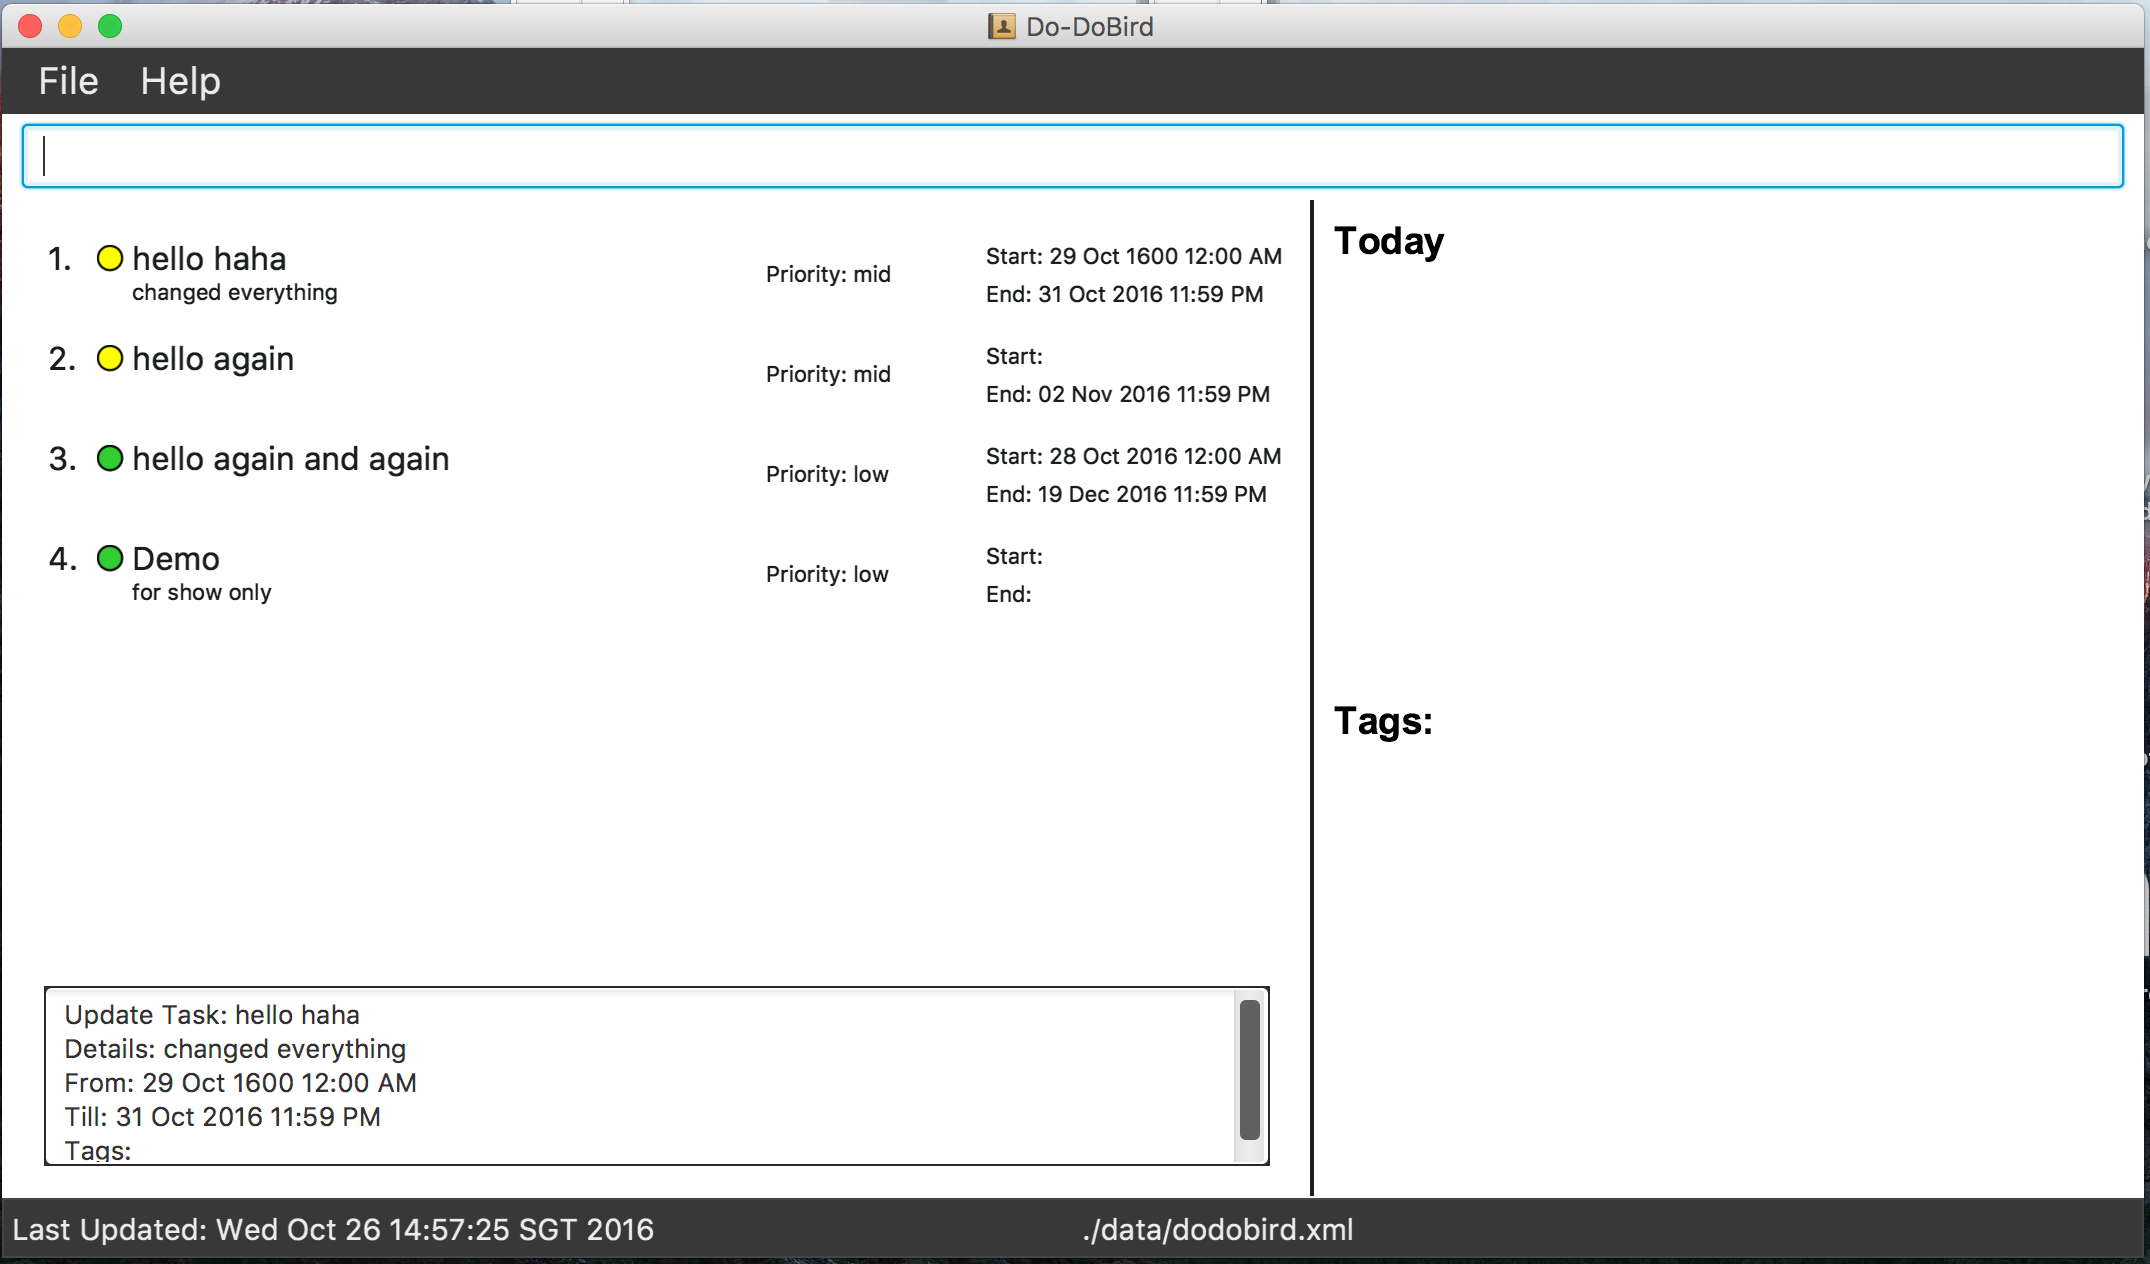 Do-DoBird
File Help
1. hello haha
changed everything
Priority: mid
Start: 29 Oct 1600 12:00 AM
End: 31 Oct 2016 11:59 PM
2. hello again
Priority: mid
Start:
End: 02 Nov 2016 11:59 PM
3. hello again and again
Priority: low
Start: 28 Oct 2016 12:00 AM
End: 19 Dec 2016 11:59 PM
4. Demo
for show only
Priority: low
Start:
End:
Update Task: hello haha
Details: changed everything
From: 29 Oct 1600 12:00 AM
Till: 31 Oct 2016 11:59 PM
Tags:
Today
Tags:
Last Updated: Wed Oct 26 14:57:25 SGT 2016
./data/dodobird.xml